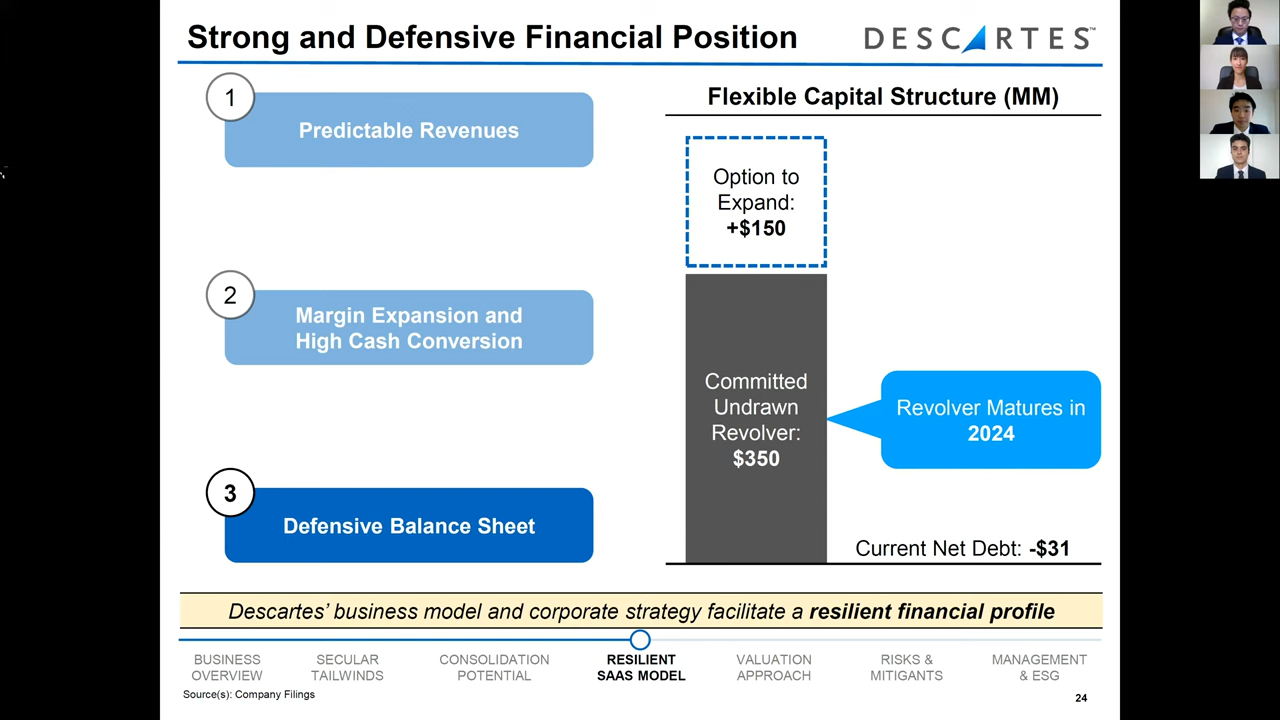 Strong and Defensive Financial Position
DESCARTES™
1
Predictable Revenues
2
Margin Expansion and
High Cash Conversion
3
Defensive Balance Sheet
Flexible Capital Structure (MM)
Option to
Expand:
+$150
Committed
Undrawn
Revolver:
$350
Revolver Matures in
2024
Current Net Debt: -$31
Descartes’ business model and corporate strategy facilitate a resilient financial profile
BUSINESS
OVERVIEW
SECULAR
TAILWINDS
CONSOLIDATION
POTENTIAL
RESILIENT
SAAS MODEL
VALUATION
APPROACH
RISKS &
MITIGANTS
MANAGEMENT
& ESG
Source(s): Company Filings
24